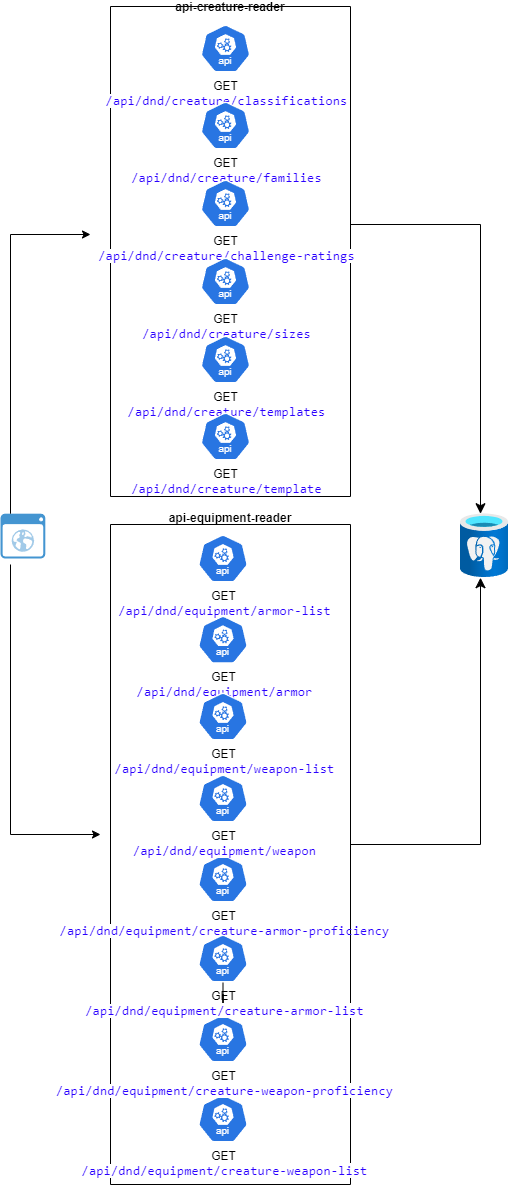 api-creature-reader
api
GET
/api/dnd/creature/classifications
api
GET
/api/dnd/creature/families
api
GET
/api/dnd/creature/challenge-ratings
api
GET
/api/dnd/creature/sizes
api
GET
/api/dnd/creature/templates
api
GET
/api/dnd/creature/template
api-equipment-reader
api
GET
/api/dnd/equipment/armor-list
api
GET
/api/dnd/equipment/armor
api
GET
/api/dnd/equipment/weapon-list
api
GET
/api/dnd/equipment/weapon
api
GET
/api/dnd/equipment/creature-armor-proficiency
api
GET
/api/dnd/equipment/creature-armor-list
api
GET
/api/dnd/equipment/creature-weapon-proficiency
api
GET
/api/dnd/equipment/creature-weapon-list